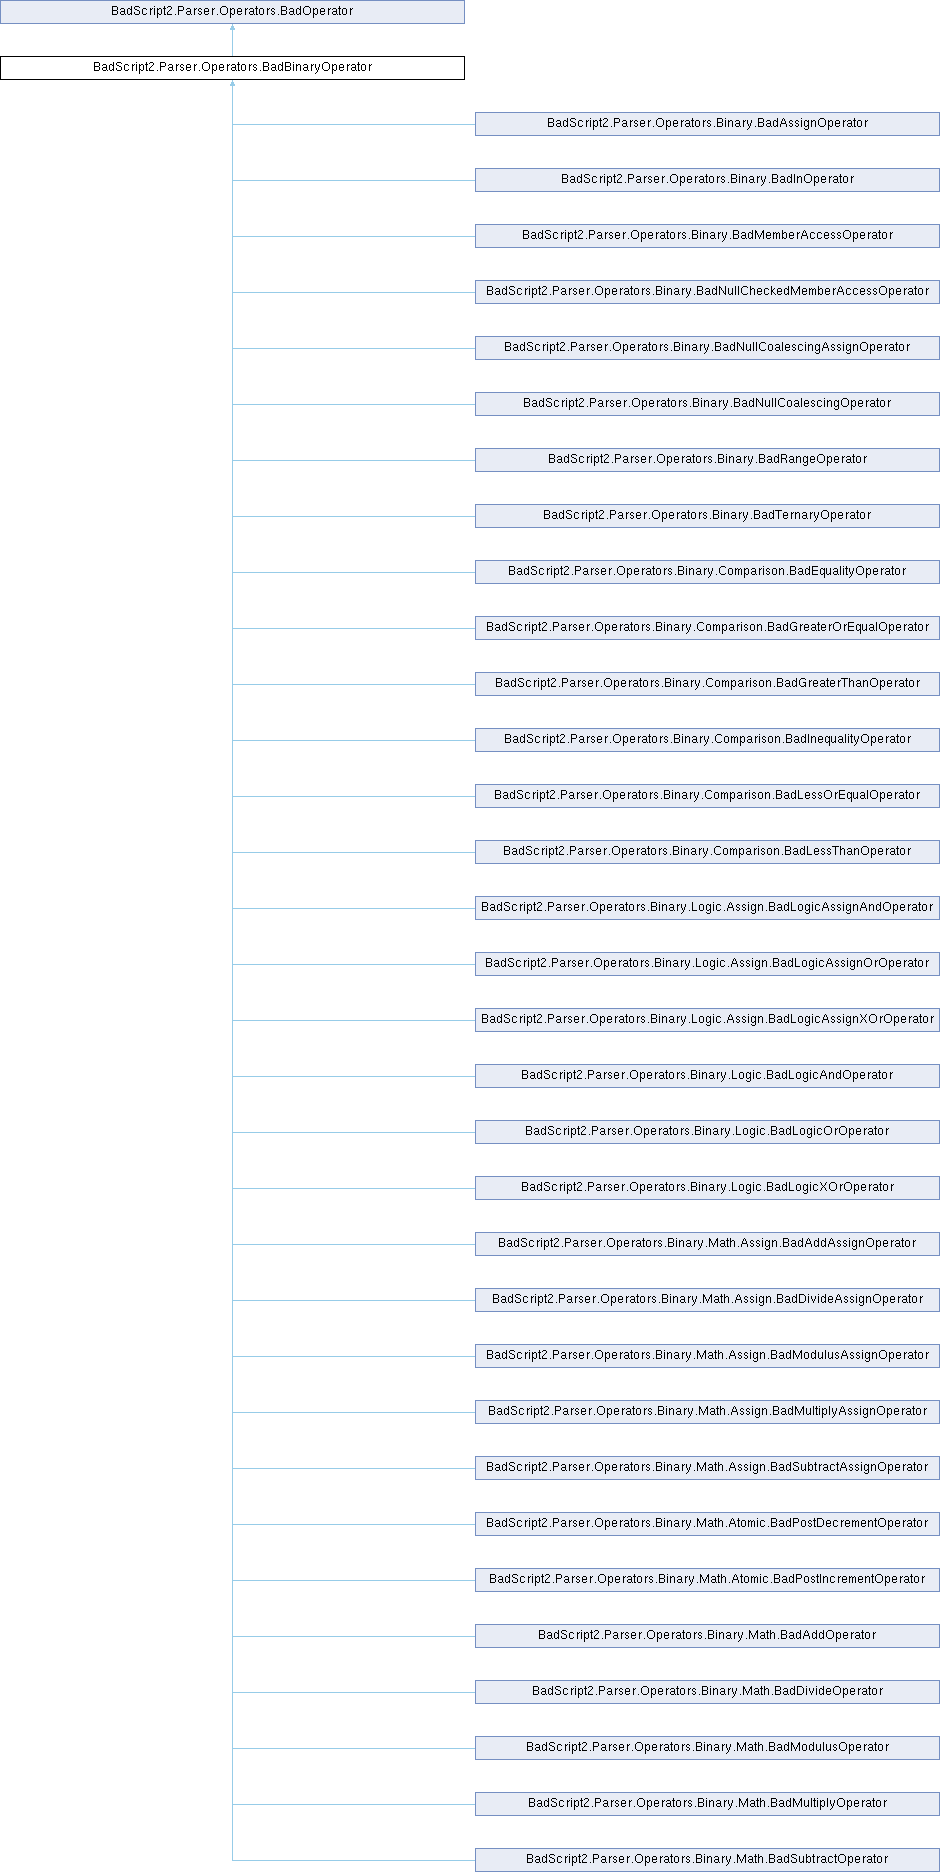 BadScript2.Parser.Operators.BadOperator
BadScript2.Parser.Operators.BadBinaryOperator
BadScript2.Parser.Operators.Binary.BadAssignOperator
BadScript2.Parser.Operators.Binary.BadInOperator
BadScript2.Parser.Operators.Binary.BadMemberAccessOperator
BadScript2.Parser.Operators.Binary.BadNullCheckedMemberAccessOperator
BadScript2.Parser.Operators.Binary.BadNullCoalescingAssignOperator
BadScript2.Parser.Operators.Binary.BadNullCoalescingOperator
BadScript2.Parser.Operators.Binary.BadRangeOperator
BadScript2.Parser.Operators.Binary.BadTernaryOperator
BadScript2.Parser.Operators.Binary.Comparison.BadEqualityOperator
BadScript2.Parser.Operators.Binary.Comparison.BadGreaterOrEqualOperator
BadScript2.Parser.Operators.Binary.Comparison.BadGreaterThanOperator
BadScript2.Parser.Operators.Binary.Comparison.BadInequalityOperator
BadScript2.Parser.Operators.Binary.Comparison.BadLessOrEqualOperator
BadScript2.Parser.Operators.Binary.Comparison.BadLessThanOperator
BadScript2.Parser.Operators.Binary.Logic.Assign.BadLogicAssignAndOperator
BadScript2.Parser.Operators.Binary.Logic.Assign.BadLogicAssignOrOperator
BadScript2.Parser.Operators.Binary.Logic.Assign.BadLogicAssignXOrOperator
BadScript2.Parser.Operators.Binary.Logic.BadLogicAndOperator
BadScript2.Parser.Operators.Binary.Logic.BadLogicOrOperator
BadScript2.Parser.Operators.Binary.Logic.BadLogicXOrOperator
BadScript2.Parser.Operators.Binary.Math.Assign.BadAddAssignOperator
BadScript2.Parser.Operators.Binary.Math.Assign.BadDivideAssignOperator
BadScript2.Parser.Operators.Binary.Math.Assign.BadModulusAssignOperator
BadScript2.Parser.Operators.Binary.Math.Assign.BadMultiplyAssignOperator
BadScript2.Parser.Operators.Binary.Math.Assign.BadSubtractAssignOperator
BadScript2.Parser.Operators.Binary.Math.Atomic.BadPostDecrementOperator
BadScript2.Parser.Operators.Binary.Math.Atomic.BadPostIncrementOperator
BadScript2.Parser.Operators.Binary.Math.BadAddOperator
BadScript2.Parser.Operators.Binary.Math.BadDivideOperator
BadScript2.Parser.Operators.Binary.Math.BadModulusOperator
BadScript2.Parser.Operators.Binary.Math.BadMultiplyOperator
BadScript2.Parser.Operators.Binary.Math.BadSubtractOperator